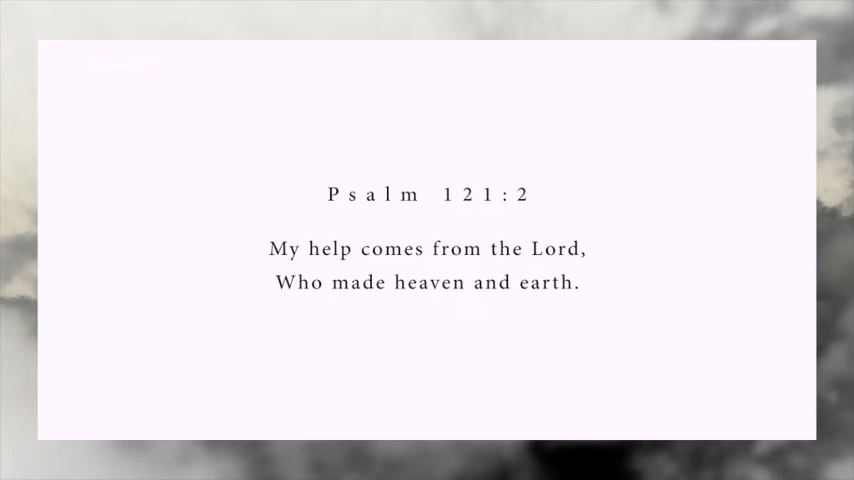 Psalm 121:2
My help comes from the Lord,
Who made heaven and earth.